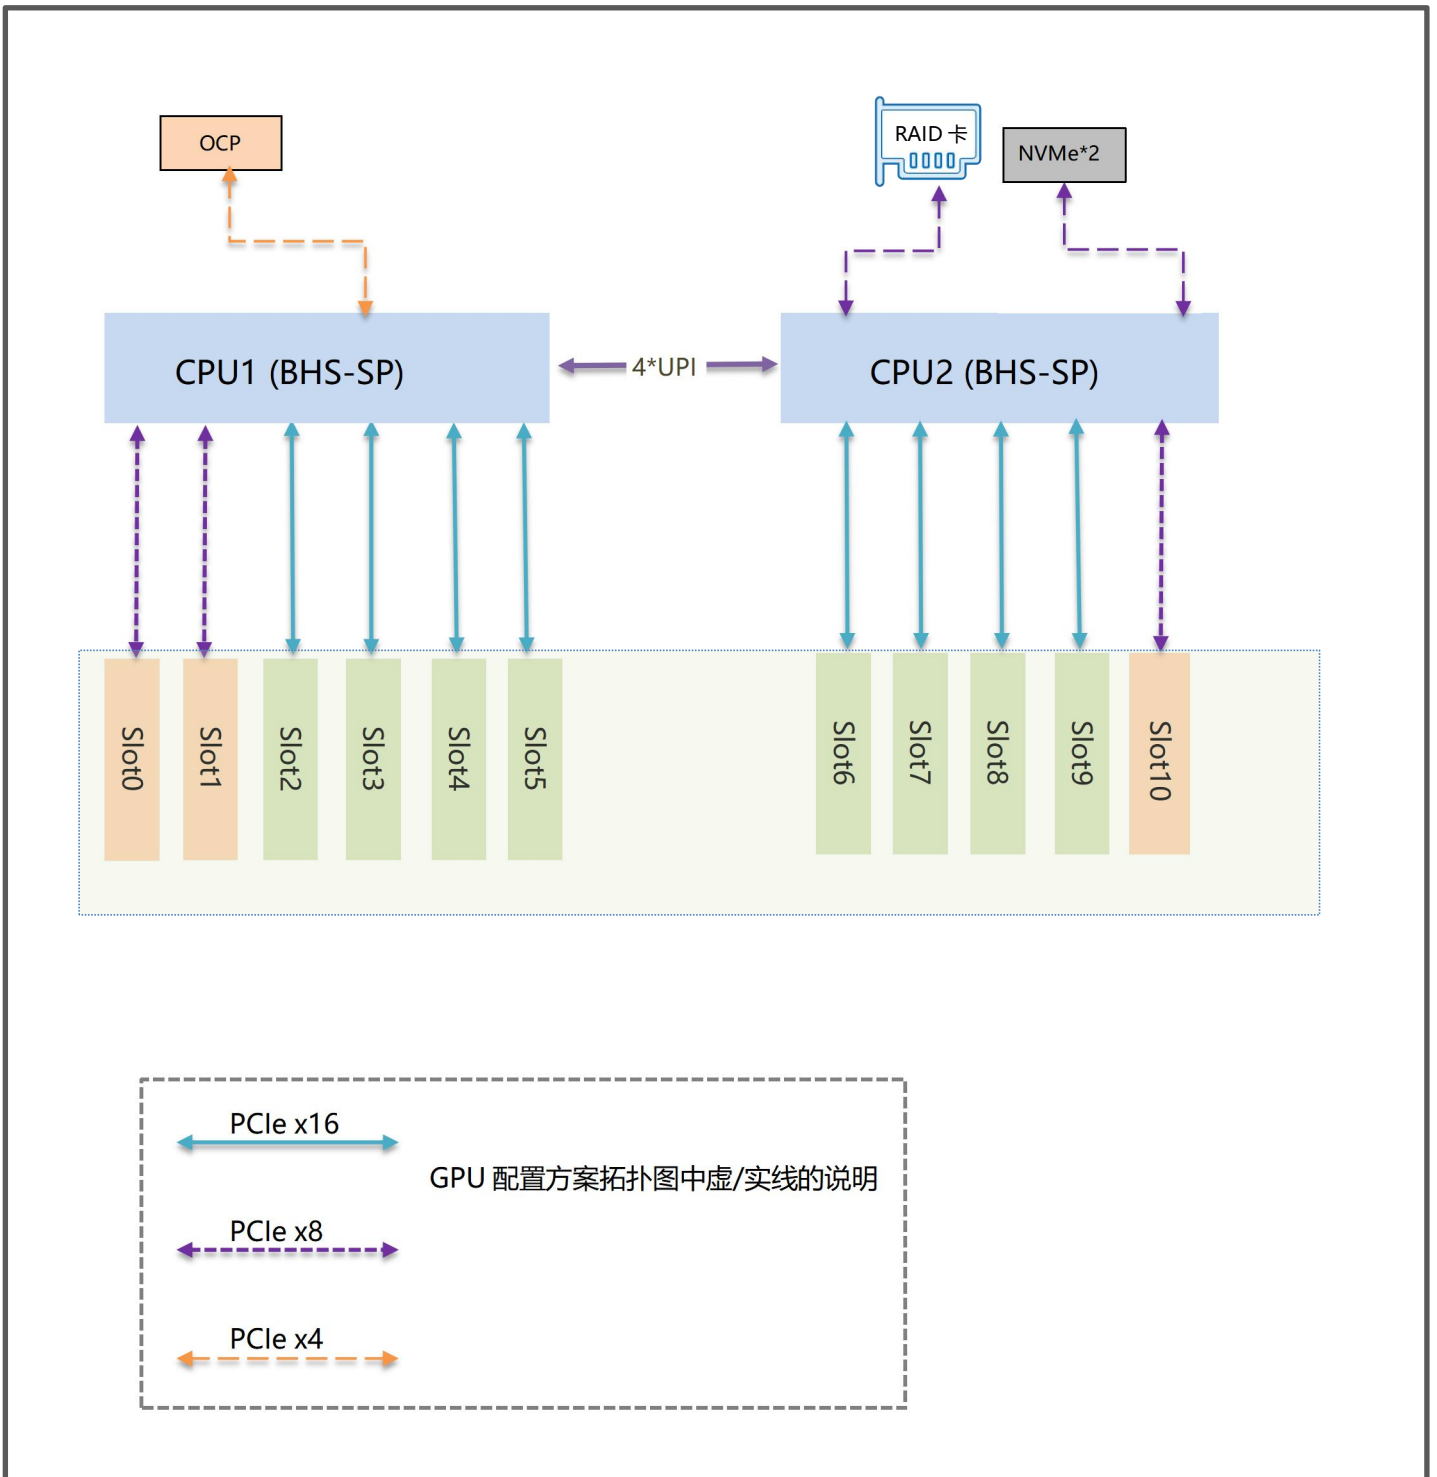 OCP
RAID 卡
NVMe*2
CPU1 (BHS-SP)
4*UPI
CPU2 (BHS-SP)
Slot0
Slot1
Slot2
Slot3
Slot4
Slot5
Slot6
Slot7
Slot8
Slot9
Slot10
PCIe x16
GPU 配置方案拓扑图中虚/实线的说明
PCIe x8
PCIe x4